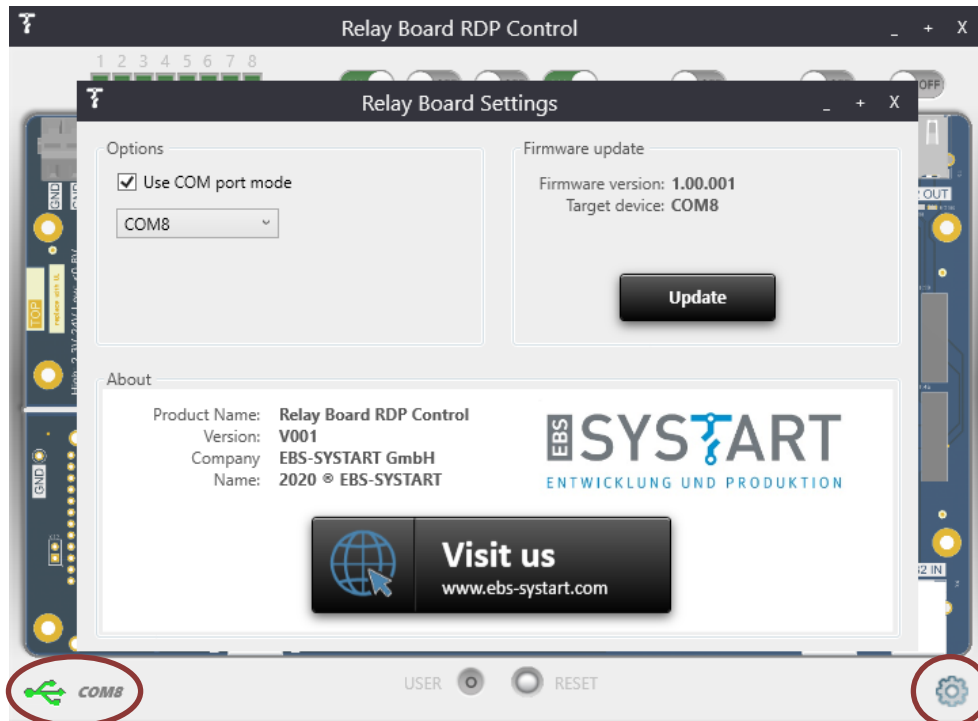 Relay Board RDP Control
1 2 3 4 5 6 7 8
OFF
Relay Board Settings
Options
Use COM port mode
COM8
Firmware update
Firmware version: 1.00.001
Target device: COM8
Update
About
Product Name: Relay Board RDP Control
Version: V001
Company EBS-SYSTART GmbH
Name: 2020 ® EBS-SYSTART
EBS SYSTART
ENTWICKLUNG UND PRODUKTION
Visit us
www.ebs-systart.com
GND
OUT
TOP
GND
IN
COM8
USER
RESET